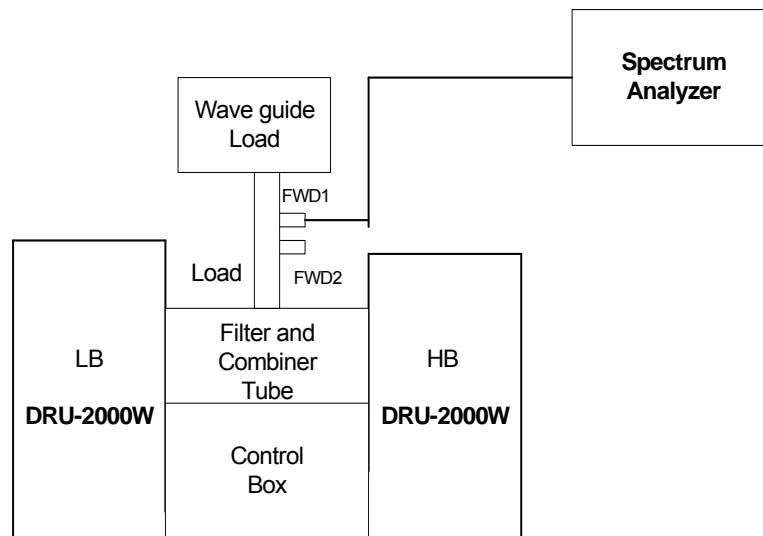 Spectrum
Analyzer
Wave guide
Load
FWD1
Load
FWD2
Filter and
Combiner
Tube
LB
DRU-2000W
HB
DRU-2000W
Control
Box